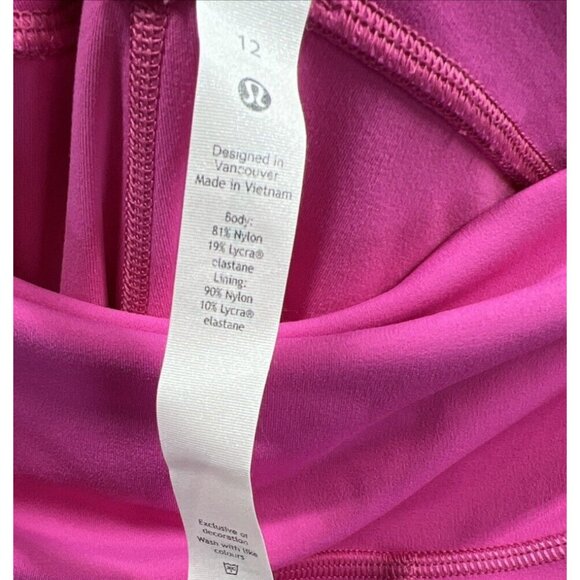 12
Designed in
Vancouver
Made in Vietnam
Body:
81% Nylon
19% Lycra®
elastane
Lining:
90% Nylon
10% Lycra®
elastane
Exclusive of
decoration
Wash with like
colours